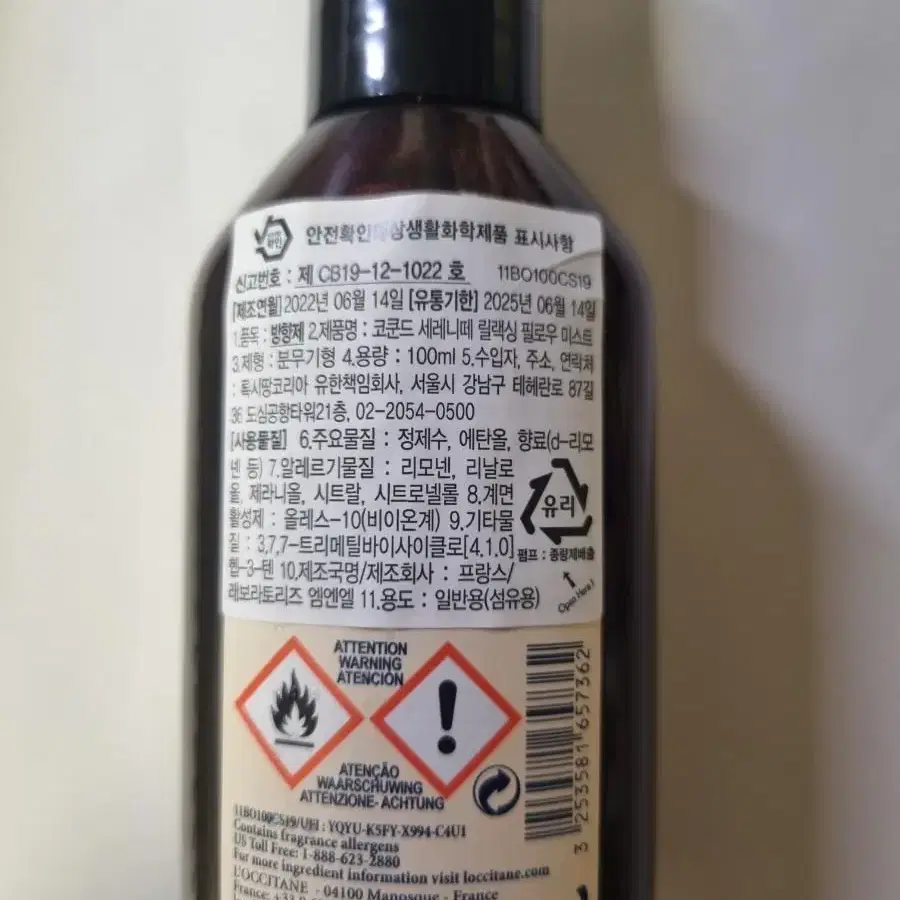 확인
안전확인대상생활화학제품 표시사항
신고번호 : 제 CB19-12-1022 호 11BO100CS19
[제조연월] 2022년 06월 14일 [유통기한] 2025년 06월 14일
1.품목 : 방향제 2.제품명 : 코쿤드 세레니떼 릴랙싱 필로우 미스트
3.제형 : 분무기형 4.용량 : 100ml 5.수입자, 주소, 연락처
: 록시땅코리아 유한책임회사, 서울시 강남구 테헤란로 87길
36 도심공항타워21층, 02-2054-0500
[사용물질] 6.주요물질 : 정제수, 에탄올, 향료(d-리모
넨 등) 7.알레르기물질 : 리모넨, 리날로
올, 제라니올, 시트랄, 시트로넬롤 8.계면
활성제 : 올레스-10(비이온계) 9.기타물
질 : 3,7,7-트리메틸바이사이클로[4.1.0]
헵-3-텐 10.제조국명/제조회사 : 프랑스/
레보라토리즈 엠엔엘 11.용도 : 일반용(섬유용)
유리
펌프 : 종량제배출
Open Here!
ATTENTION
WARNING
ATENCIÓN
ATENÇÃO
WAARSCHUWING
ATTENZIONE- ACHTUNG
3 253581 657362
11BO100CS19/UFI : YQYU-K5FY-X994-C4U1
Contains fragrance allergens
US Toll Free: 1-888-623-2880
For more ingredient information visit loccitane.com
L'OCCITANE - 04100 Manosque - France
France: +33